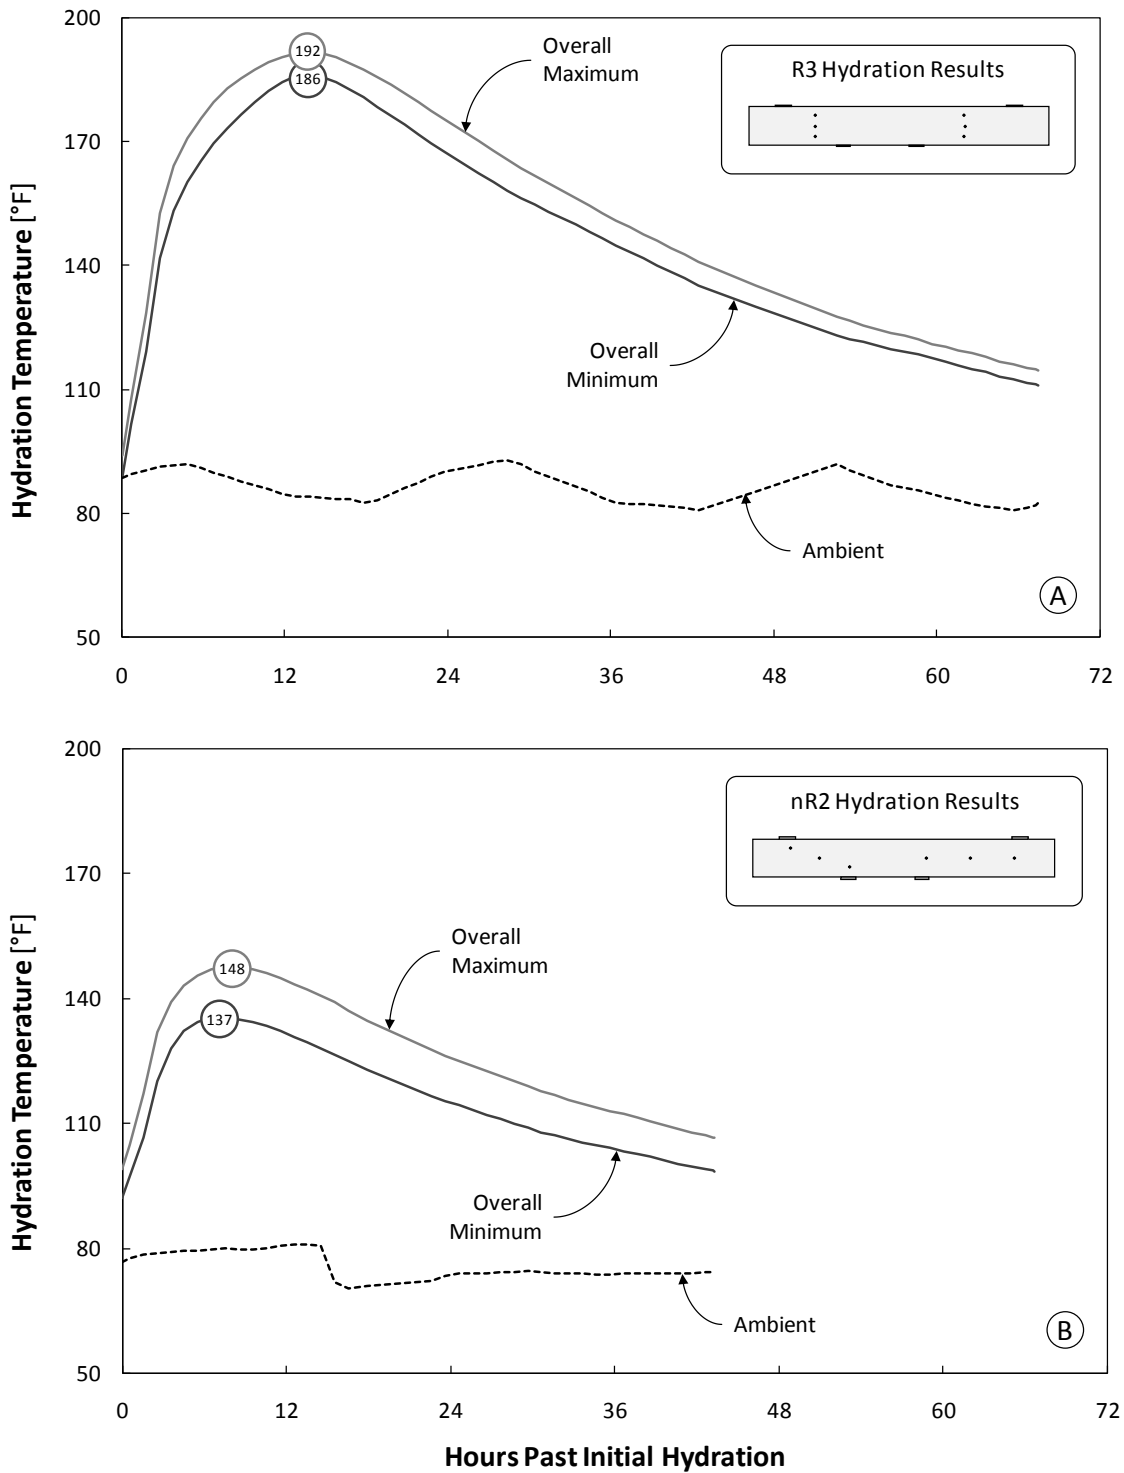 200
170
140
110
80
50
Hydration Temperature [°F]
192
186
Overall
Maximum
R3 Hydration Results
Overall
Minimum
Ambient
A
0 12 24 36 48 60 72
200
170
140
110
80
50
Hydration Temperature [°F]
nR2 Hydration Results
Overall
Maximum
148
137
Overall
Minimum
Ambient
B
0 12 24 36 48 60 72
Hours Past Initial Hydration